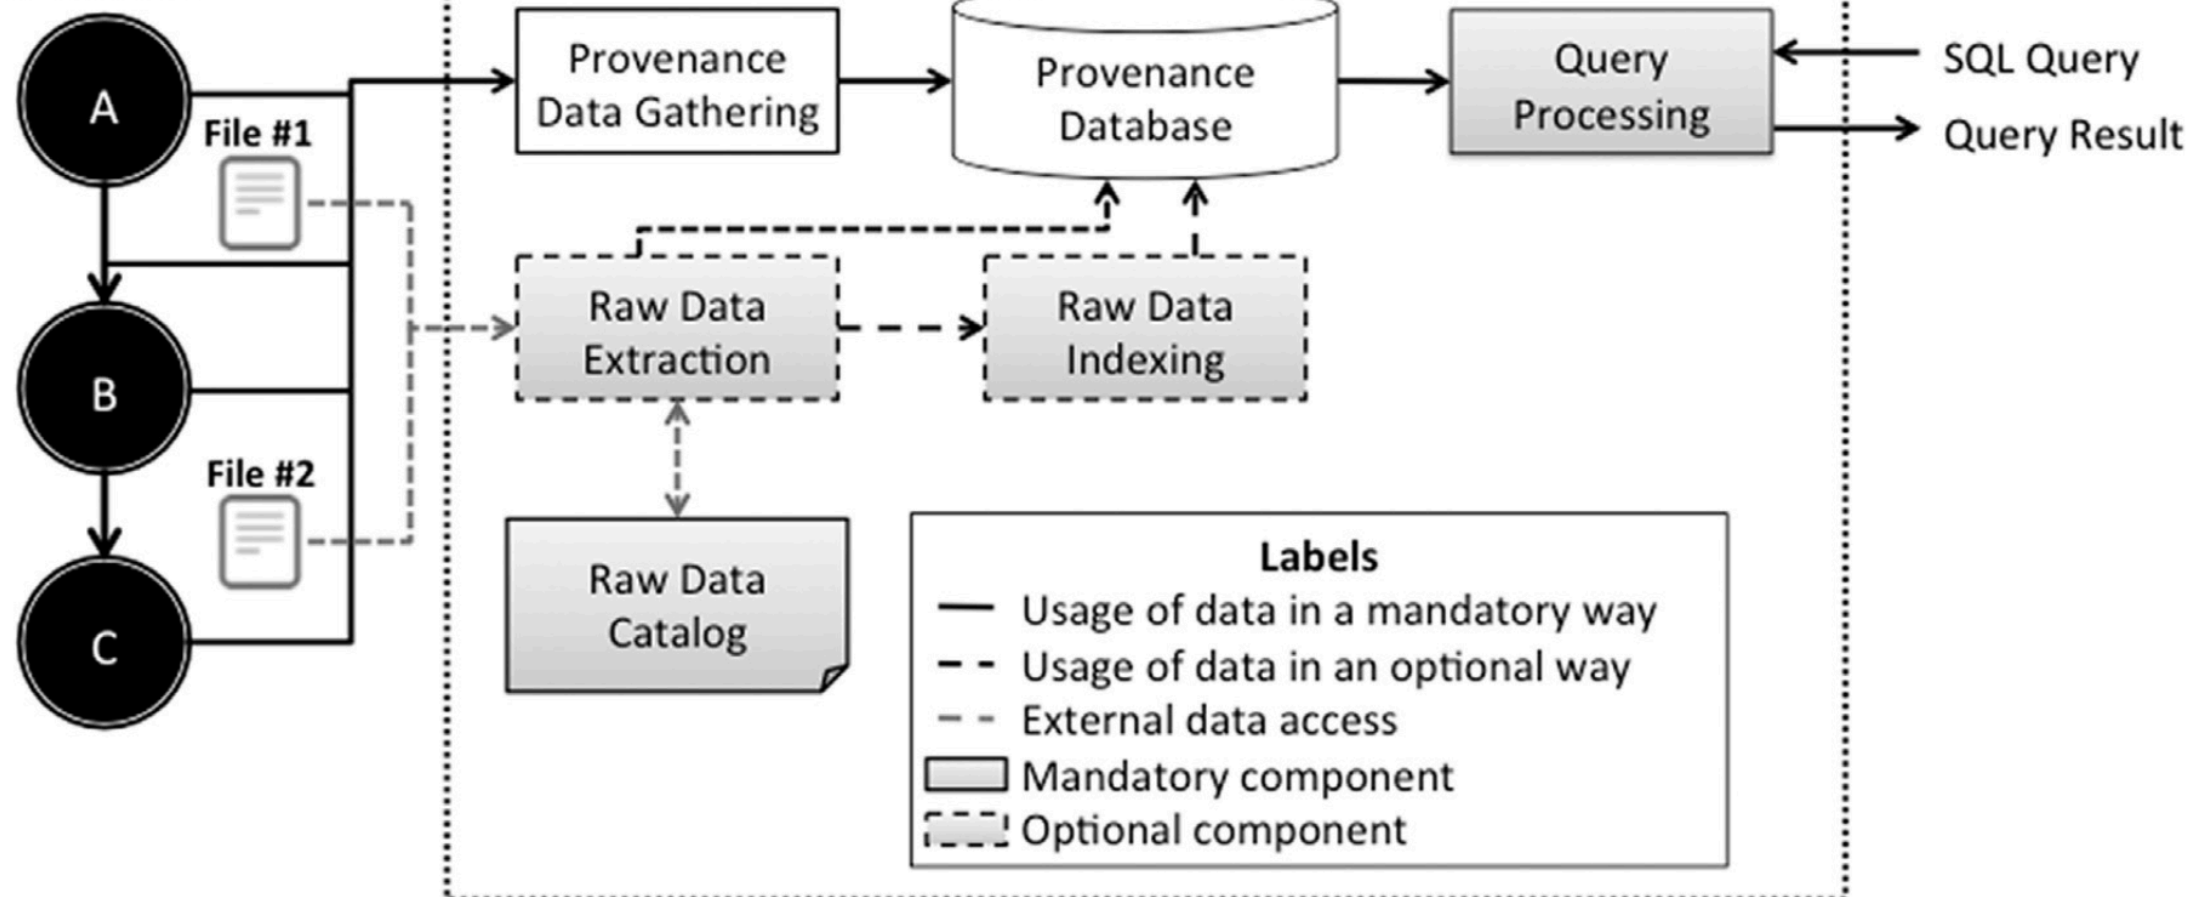 A
File #1
B
File #2
C
Provenance
Data Gathering
Provenance
Database
Query
Processing
SQL Query
Query Result
Raw Data
Extraction
Raw Data
Indexing
Raw Data
Catalog
Labels
Usage of data in a mandatory way
Usage of data in an optional way
External data access
Mandatory component
Optional component